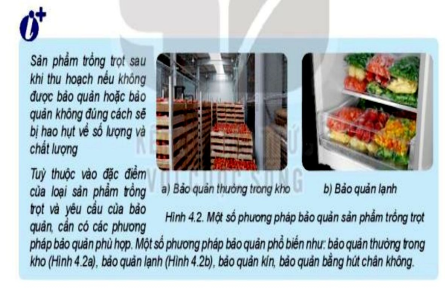 i+
Sản phẩm trồng trọt sau
khi thu hoạch nếu không
được bảo quản hoặc bảo
quản không đúng cách sẽ
bị hao hụt về số lượng và
chất lượng
Tuỳ thuộc vào đặc điểm
của loại sản phẩm trồng
trọt và yêu cầu của bảo
quản, cần có các phương
pháp bảo quản phù hợp. Một số phương pháp bảo quản phổ biến như: bảo quản thường trong
kho (Hình 4.2a), bảo quản lạnh (Hình 4.2b), bảo quản kín, bảo quản bằng hút chân không.
a) Bảo quản thường trong kho
b) Bảo quản lạnh
Hình 4.2. Một số phương pháp bảo quản sản phẩm trồng trọt